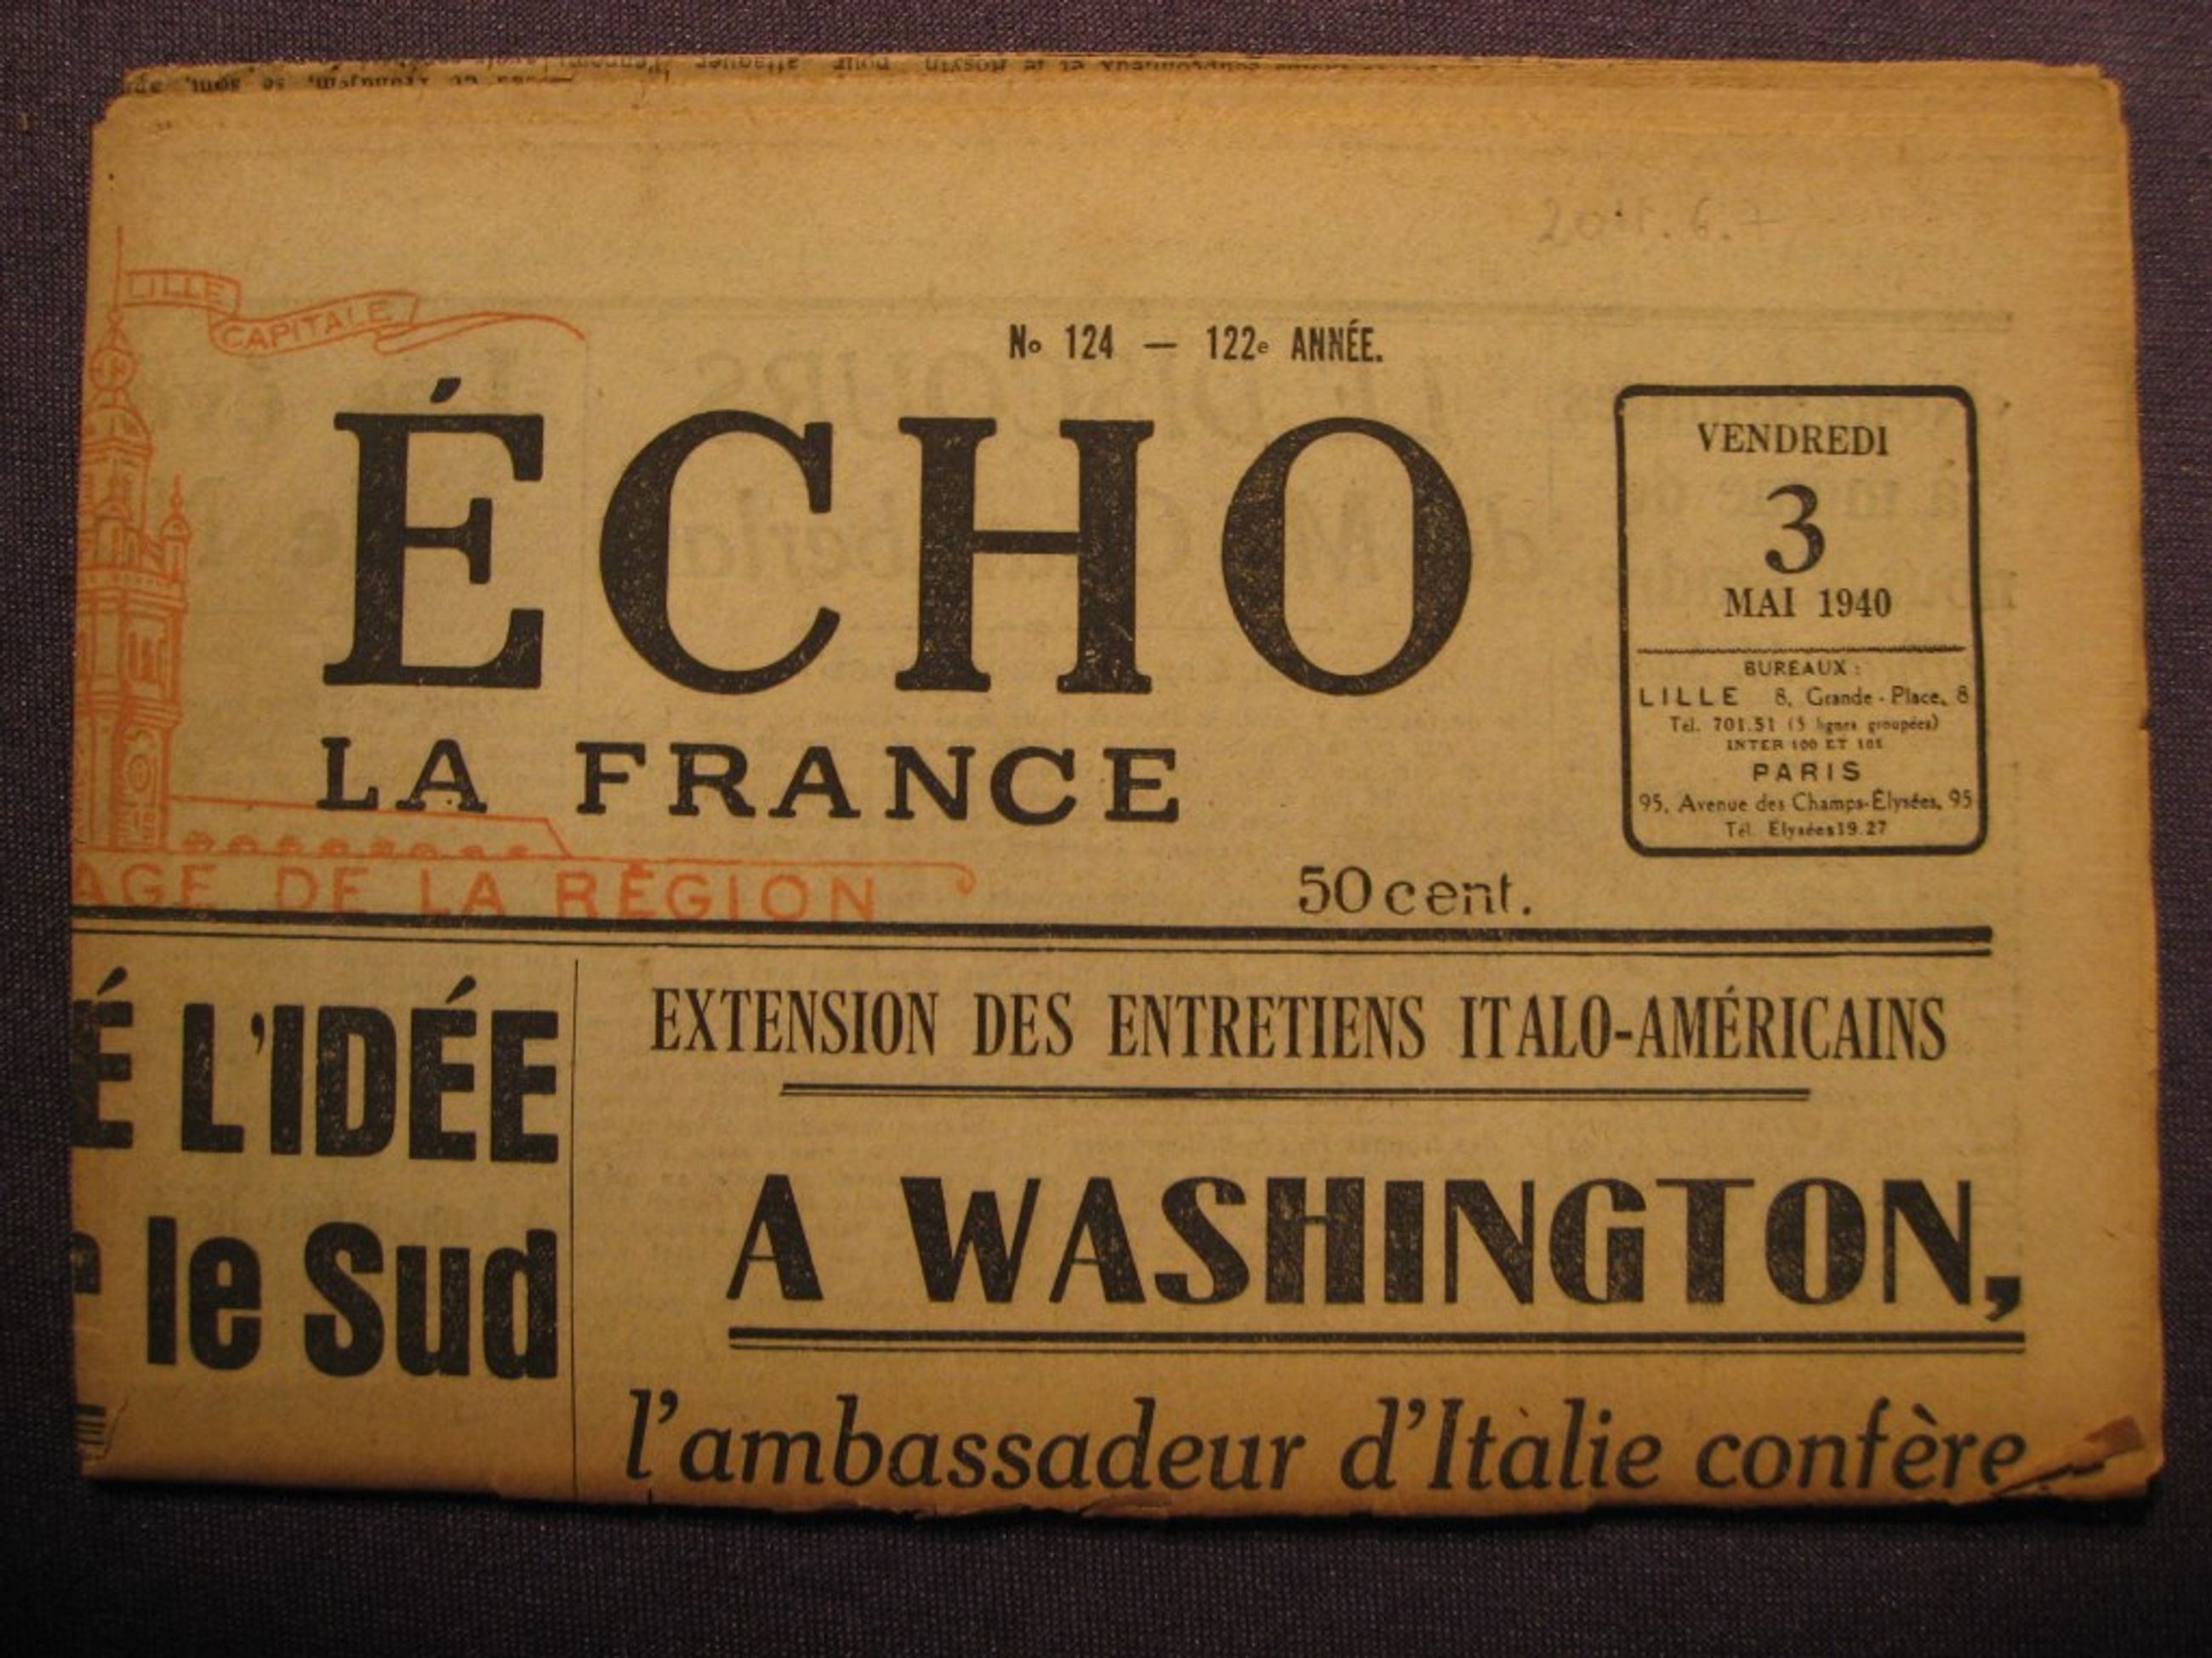 LILLE
CAPITALE
No 124 — 122e ANNÉE.
ÉCHO
LA FRANCE
AGE DE LA RÉGION
50 cent.
VENDREDI
3
MAI 1940
BUREAUX :
LILLE 8, Grande-Place, 8
Tél. 701.51 (5 lignes groupées)
INTER 100 ET 101
PARIS
95, Avenue des Champs-Élysées, 95
Tél. Elysées 19.27
É L'IDÉE
le Sud
EXTENSION DES ENTRETIENS ITALO-AMÉRICAINS
A WASHINGTON,
l'ambassadeur d'Italie confère